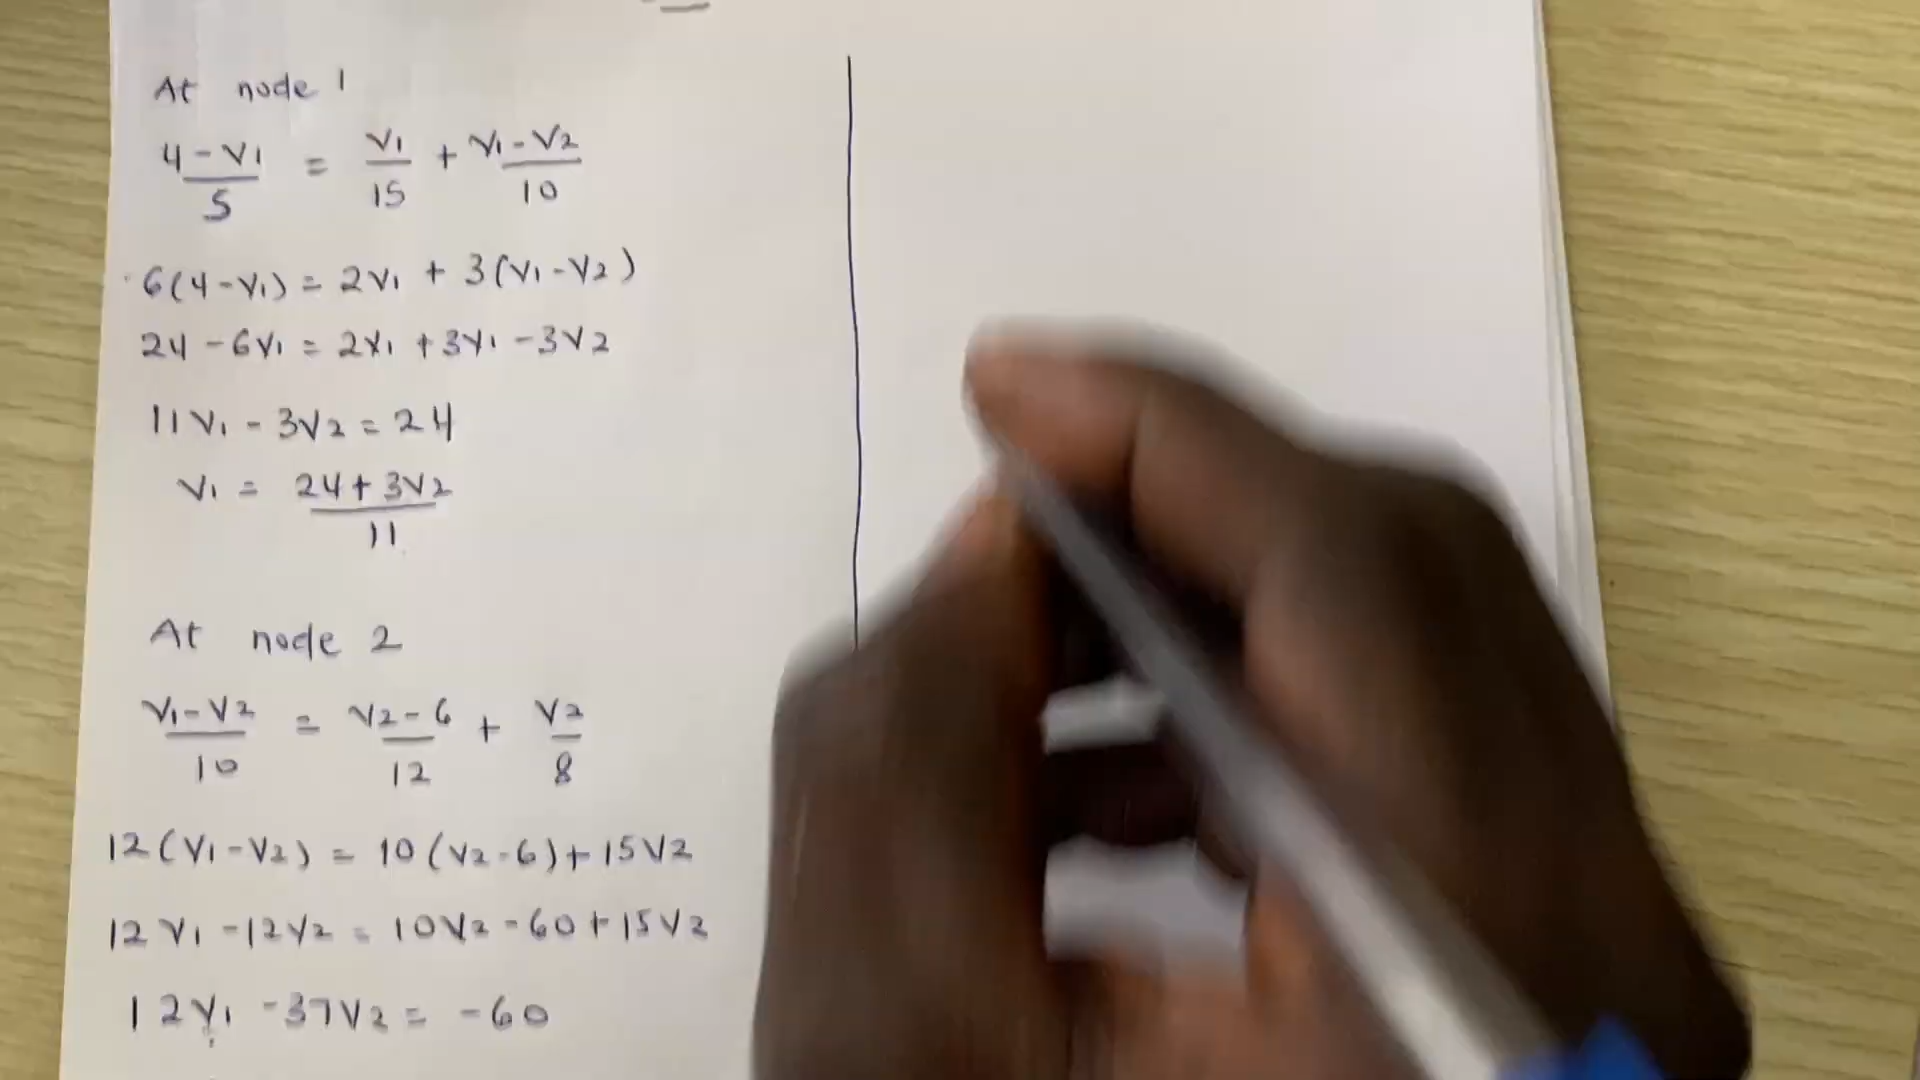 At node 1
4-V1/5 = V1/15 + V1-V2/10
6(4-V1) = 2V1 + 3(V1-V2)
24-6V1 = 2V1+3V1-3V2
11V1-3V2=24
V1 = 24+3V2/11
At node 2
V1-V2/10 = V2-6/12 + V2/8
12(V1-V2) = 10(V2-6)+15V2
12V1-12V2 = 10V2-60+15V2
12V1-37V2 = -60